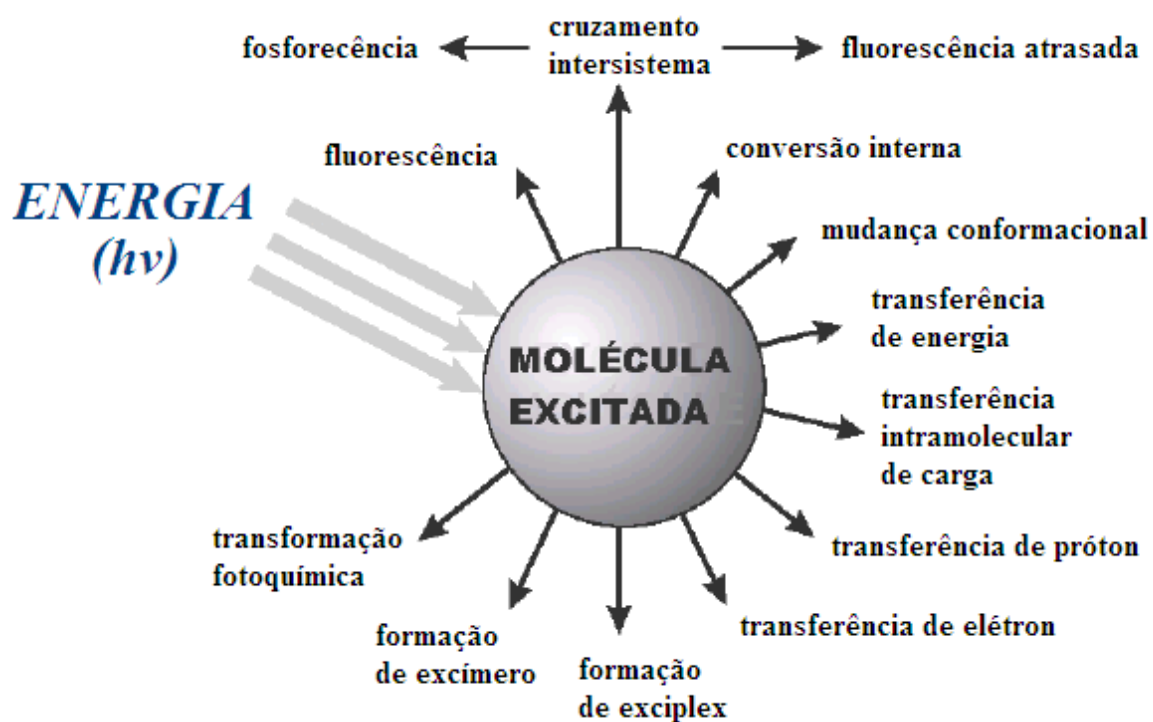 cruzamento
intersistema
fosforecência
fluorescência atrasada
fluorescência
conversão interna
ENERGIA
(hν)
mudança conformacional
transferência
de energia
MOLÉCULA
EXCITADA
transferência
intramolecular
de carga
transformação
fotoquímica
transferência de próton
formação
de excímero
formação
de exciplex
transferência de elétron